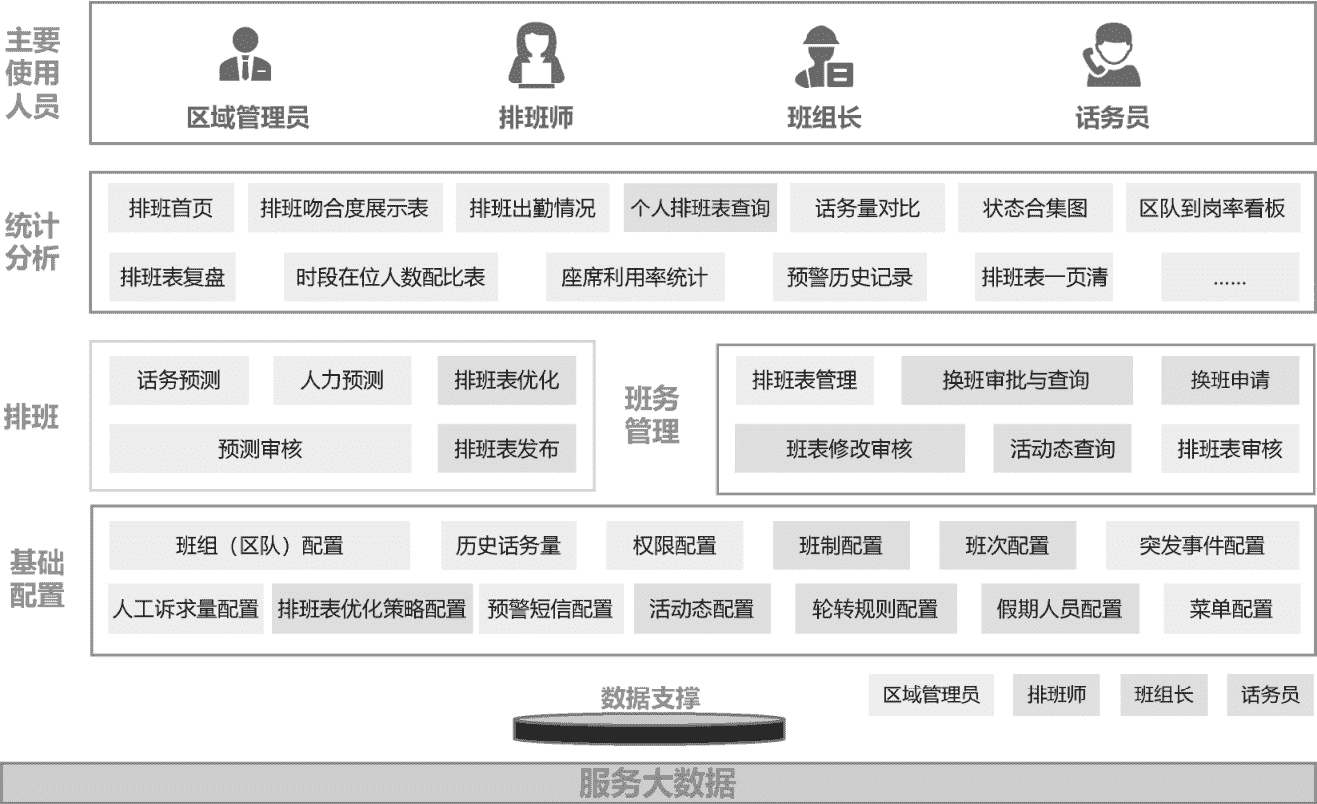 主要
使用
人员
区域管理员
排班师
班组长
话务员
统计
分析
排班首页
排班吻合度展示表
排班出勤情况
个人排班表查询
话务量对比
状态合集图
区队到岗率看板
排班表复盘
时段在位人数配比表
座席利用率统计
预警历史记录
排班表一页清
......
排班
话务预测
人力预测
排班表优化
预测审核
排班表发布
班务
管理
排班表管理
换班审批与查询
换班申请
班表修改审核
活动态查询
排班表审核
基础
配置
班组（区队）配置
历史话务量
权限配置
班制配置
班次配置
突发事件配置
人工诉求量配置
排班表优化策略配置
预警短信配置
活动态配置
轮转规则配置
假期人员配置
菜单配置
数据支撑
区域管理员
排班师
班组长
话务员
服务大数据